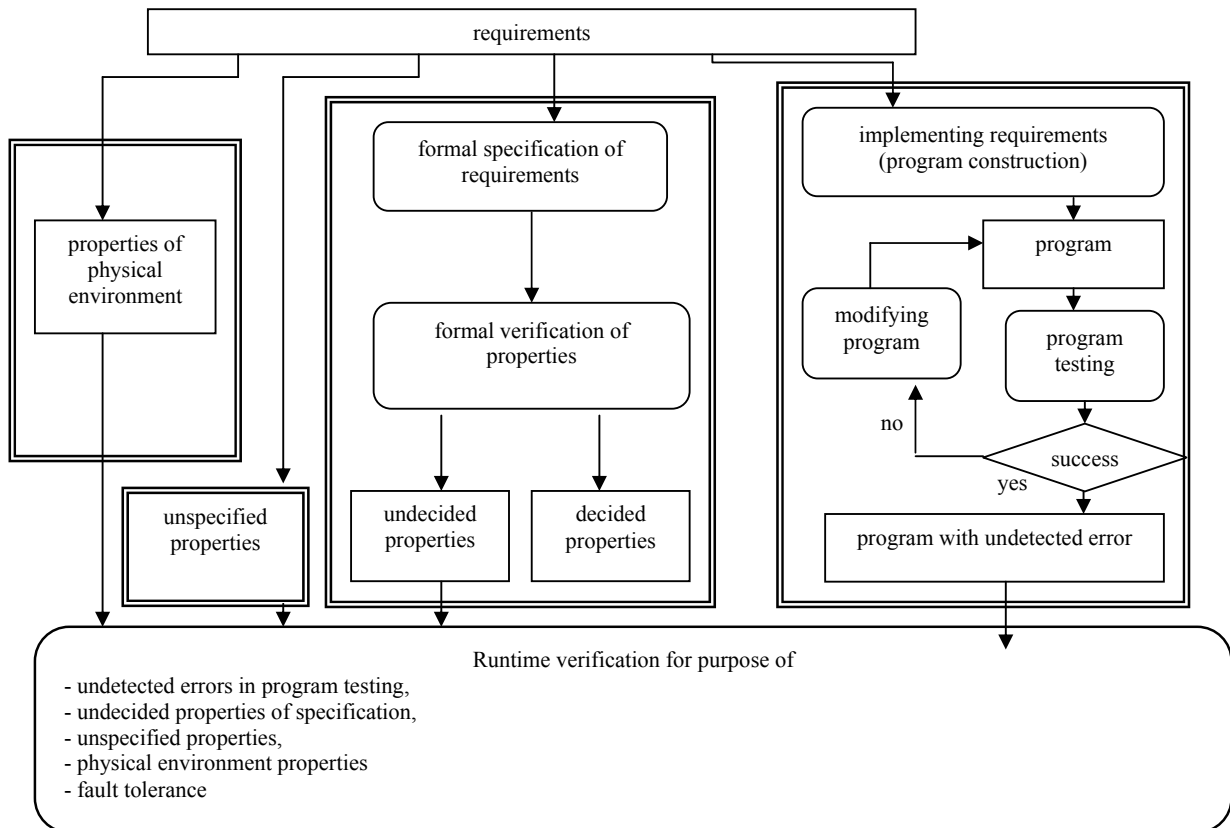 requirements
properties of
physical
environment
unspecified
properties
formal specification of
requirements
formal verification of
properties
undecided
properties
decided
properties
implementing requirements
(program construction)
program
modifying
program
program
testing
no
success
yes
program with undetected error
Runtime verification for purpose of
- undetected errors in program testing,
- undecided properties of specification,
- unspecified properties,
- physical environment properties
- fault tolerance